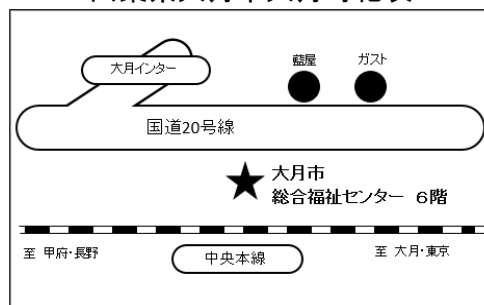 大月インター
藍屋
ガスト
国道20号線
大月市
総合福祉センター 6階
至 甲府・長野
中央本線
至 大月・東京